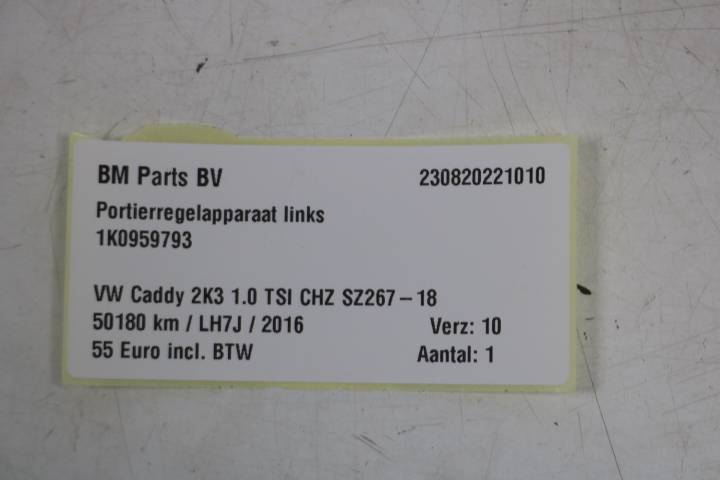 BM Parts BV 230820221010
Portierregelapparaat links
1K0959793
VW Caddy 2K3 1.0 TSI CHZ SZ267-18
50180 km / LH7J / 2016 Verz: 10
55 Euro incl. BTW Aantal: 1